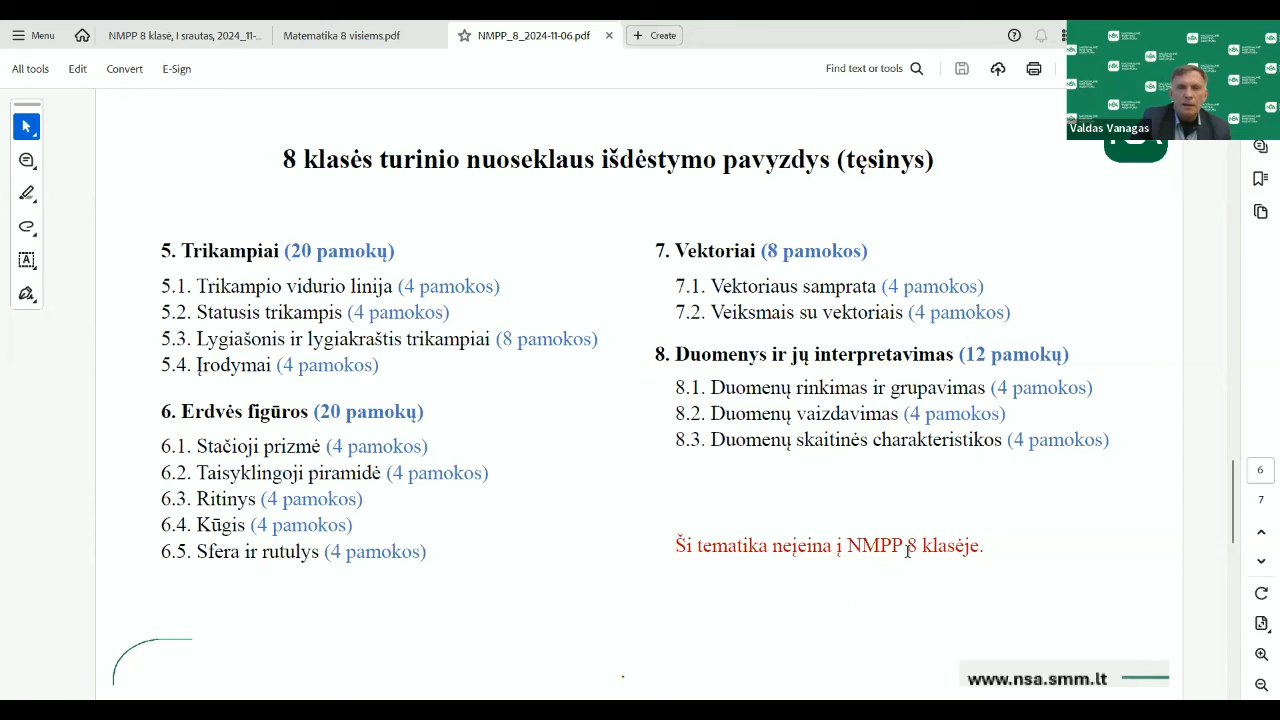 Menu
NMPP 8 klasė, I srautas, 2024_11-...
Matematika 8 visiems.pdf
NMPP_8_2024-11-06.pdf
Create
All tools
Edit
Convert
E-Sign
Find text or tools
Valdas Vanagas
8 klasės turinio nuoseklaus išdėstymo pavyzdys (tęsinys)
5. Trikampiai (20 pamokų)
5.1. Trikampio vidurio linija (4 pamokos)
5.2. Statusis trikampis (4 pamokos)
5.3. Lygiašonis ir lygiakraštis trikampiai (8 pamokos)
5.4. Įrodymai (4 pamokos)
6. Erdvės figūros (20 pamokų)
6.1. Stačioji prizmė (4 pamokos)
6.2. Taisyklingoji piramidė (4 pamokos)
6.3. Ritinys (4 pamokos)
6.4. Kūgis (4 pamokos)
6.5. Sfera ir rutulys (4 pamokos)
7. Vektoriai (8 pamokos)
7.1. Vektoriaus samprata (4 pamokos)
7.2. Veiksmais su vektoriais (4 pamokos)
8. Duomenys ir jų interpretavimas (12 pamokų)
8.1. Duomenų rinkimas ir grupavimas (4 pamokos)
8.2. Duomenų vaizdavimas (4 pamokos)
8.3. Duomenų skaitinės charakteristikos (4 pamokos)
Ši tematika neįeina į NMPP 8 klasėje.
www.nsa.smm.lt
6
7